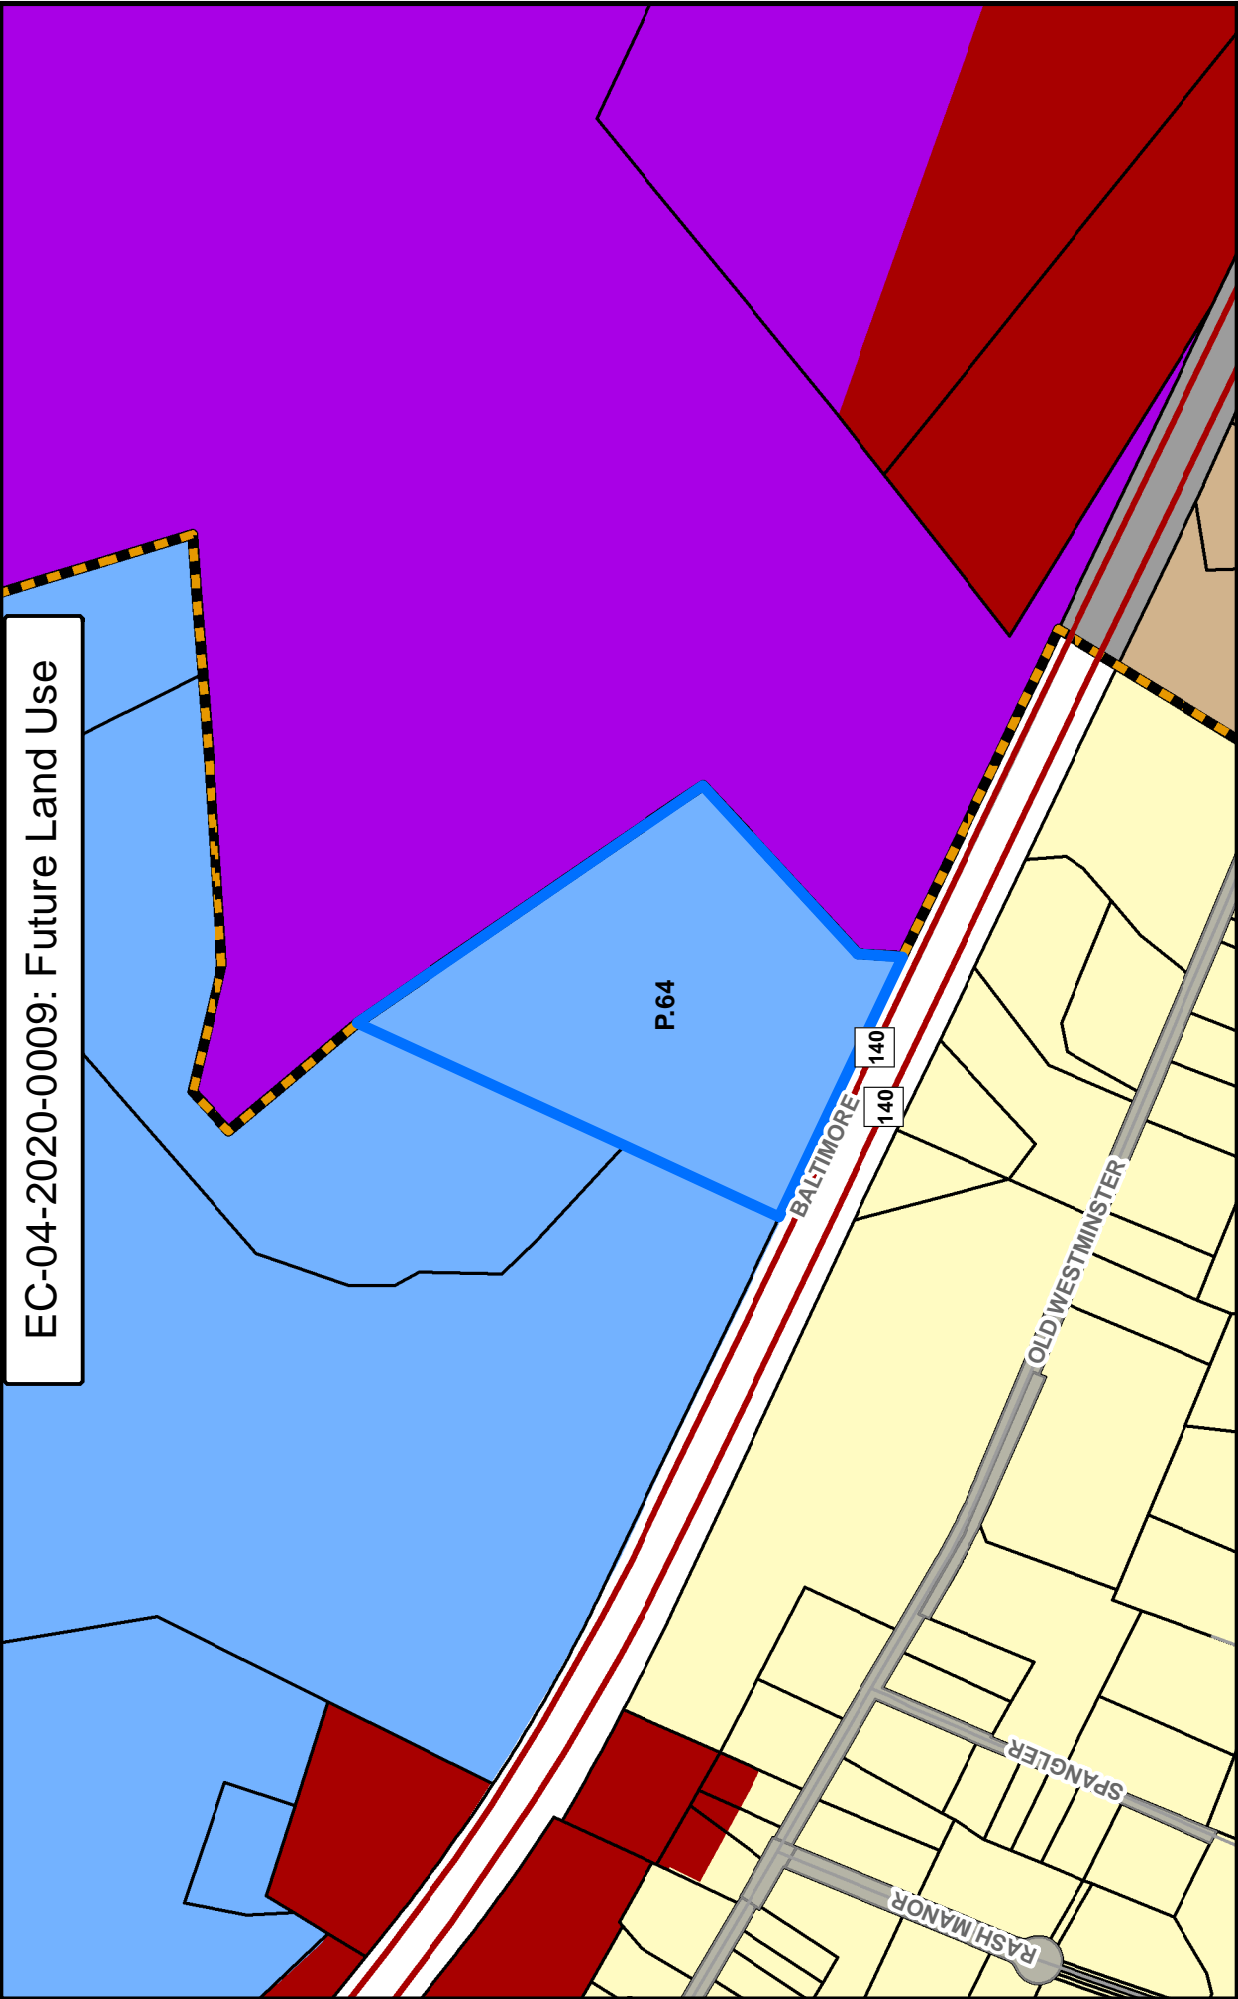 EC-04-2020-0009: Future Land Use
P.64
140
140
BALTIMORE
OLD WESTMINSTER
SPANGLER
RASH MANOR